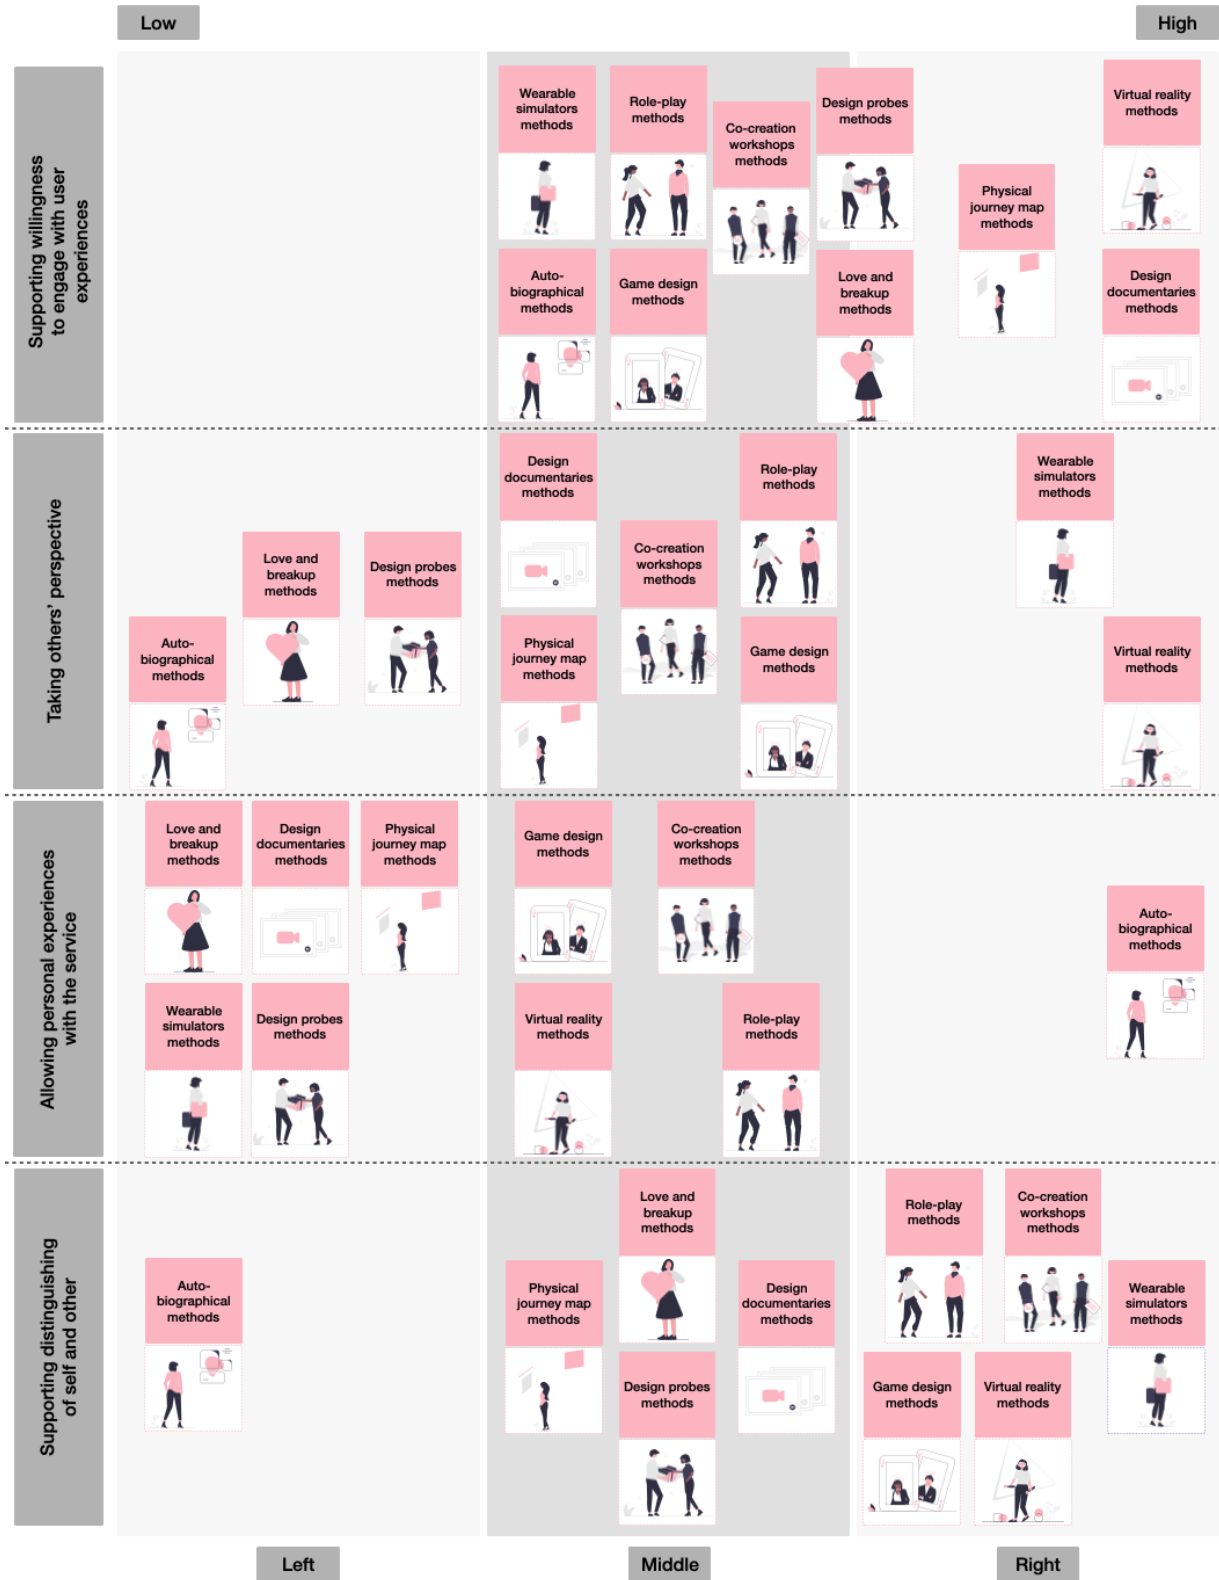 Low
High
Supporting willingness
to engage with user
experiences
Wearable
simulators
methods
Role-play
methods
Co-creation
workshops
methods
Design probes
methods
Virtual reality
methods
Physical
journey map
methods
Auto-
biographical
methods
Game design
methods
Love and
breakup
methods
Design
documentaries
methods
Taking others’ perspective
Design
documentaries
methods
Role-play
methods
Wearable
simulators
methods
Love and
breakup
methods
Design probes
methods
Co-creation
workshops
methods
Auto-
biographical
methods
Physical
journey map
methods
Game design
methods
Virtual reality
methods
Allowing personal experiences
with the service
Love and
breakup
methods
Design
documentaries
methods
Physical
journey map
methods
Game design
methods
Co-creation
workshops
methods
Auto-
biographical
methods
Wearable
simulators
methods
Design probes
methods
Virtual reality
methods
Role-play
methods
Supporting distinguishing
of self and other
Love and
breakup
methods
Role-play
methods
Co-creation
workshops
methods
Auto-
biographical
methods
Physical
journey map
methods
Design
documentaries
methods
Wearable
simulators
methods
Design probes
methods
Game design
methods
Virtual reality
methods
Left
Middle
Right